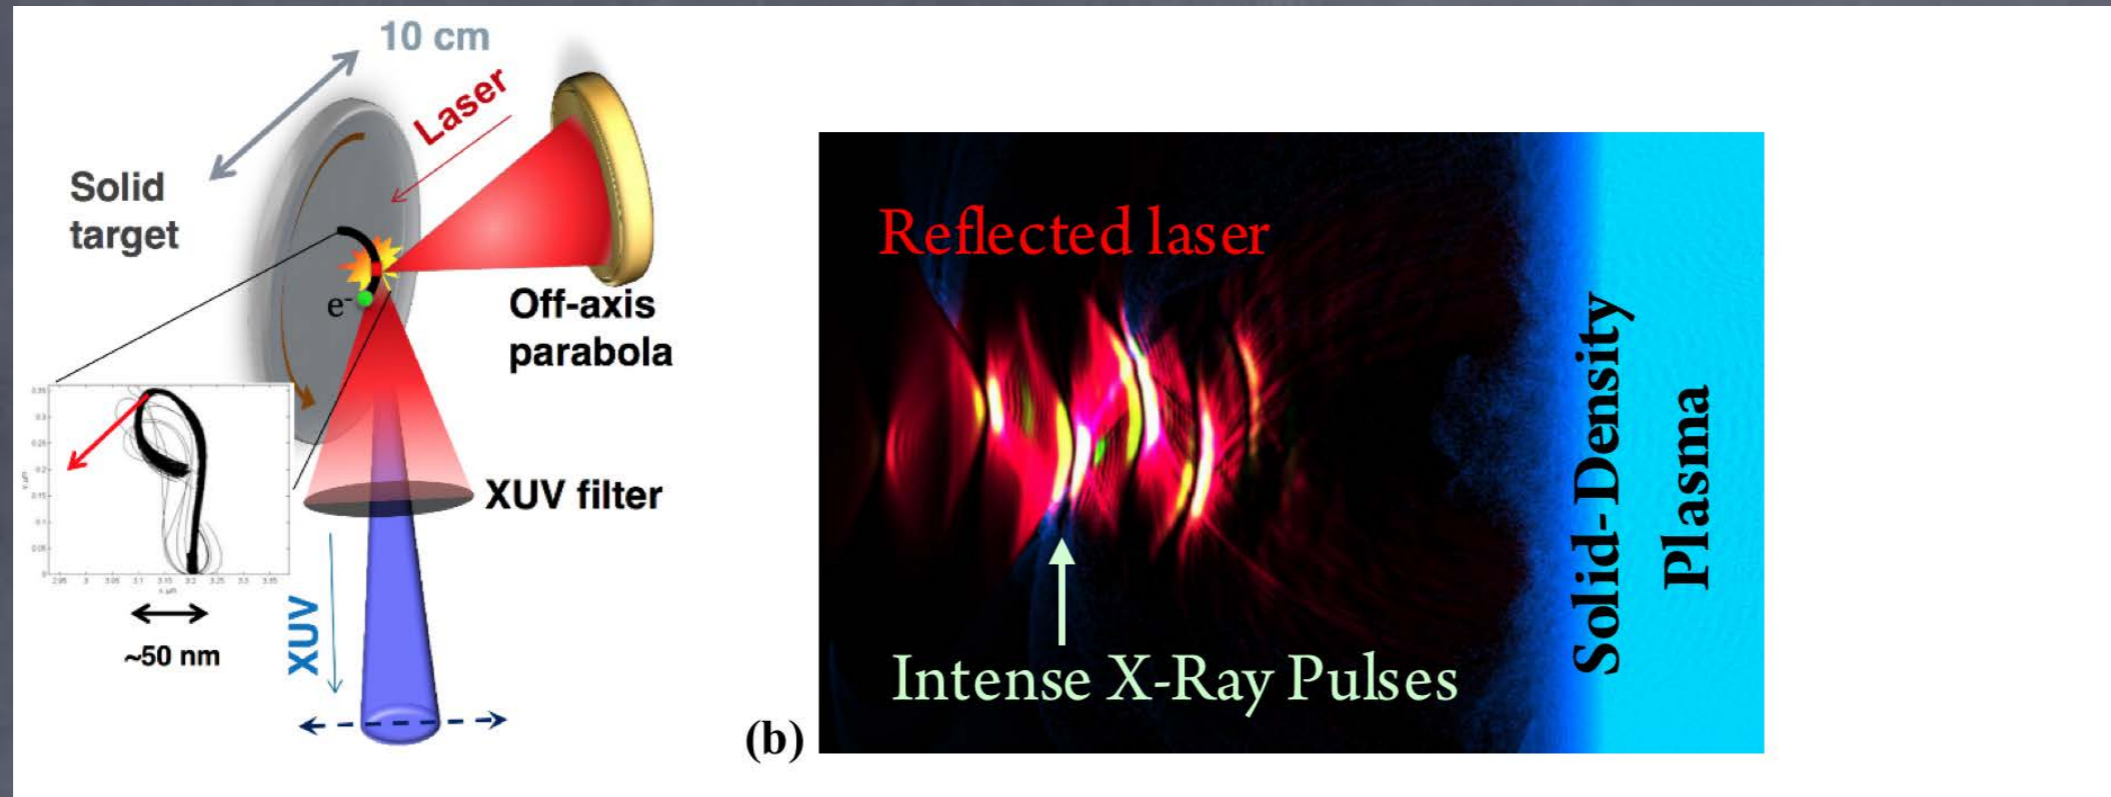 10 cm
Laser
Solid
target
e-
Off-axis
parabola
XUV filter
XUV
~50 nm
(b)
Reflected laser
Intense X-Ray Pulses
Solid-Density
Plasma